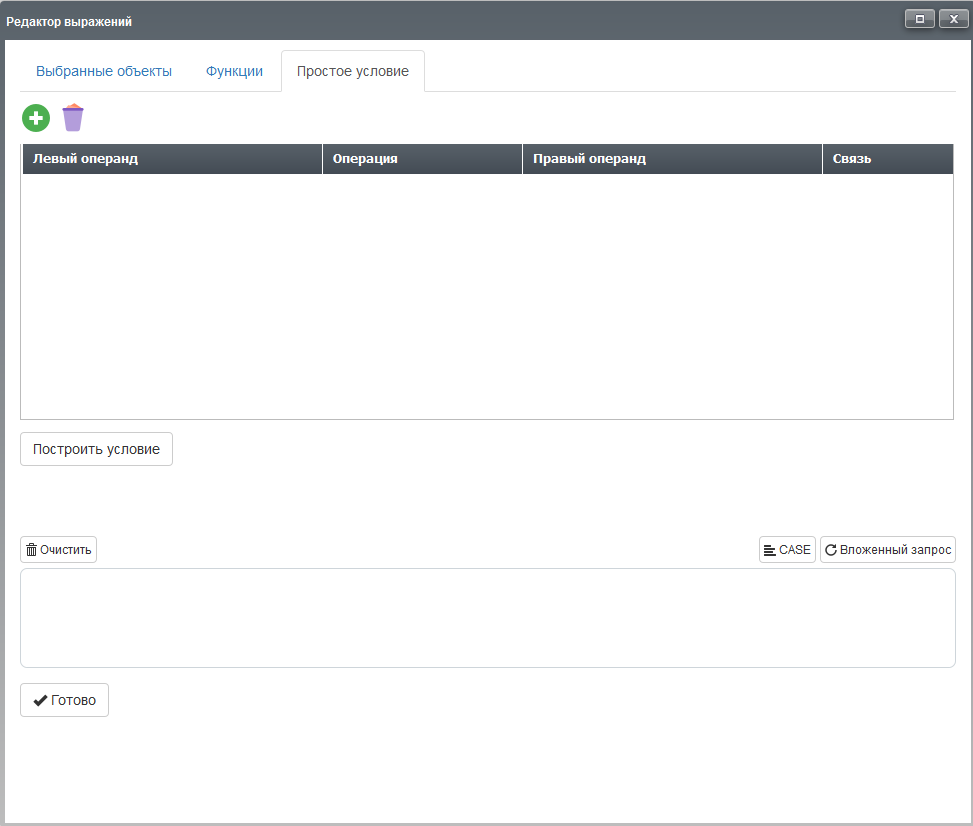 Редактор выражений
x
Выбранные объекты Функции Простое условие
Левый операнд Операция Правый операнд Связь
Построить условие
Очистить CASE Вложенный запрос
Готово